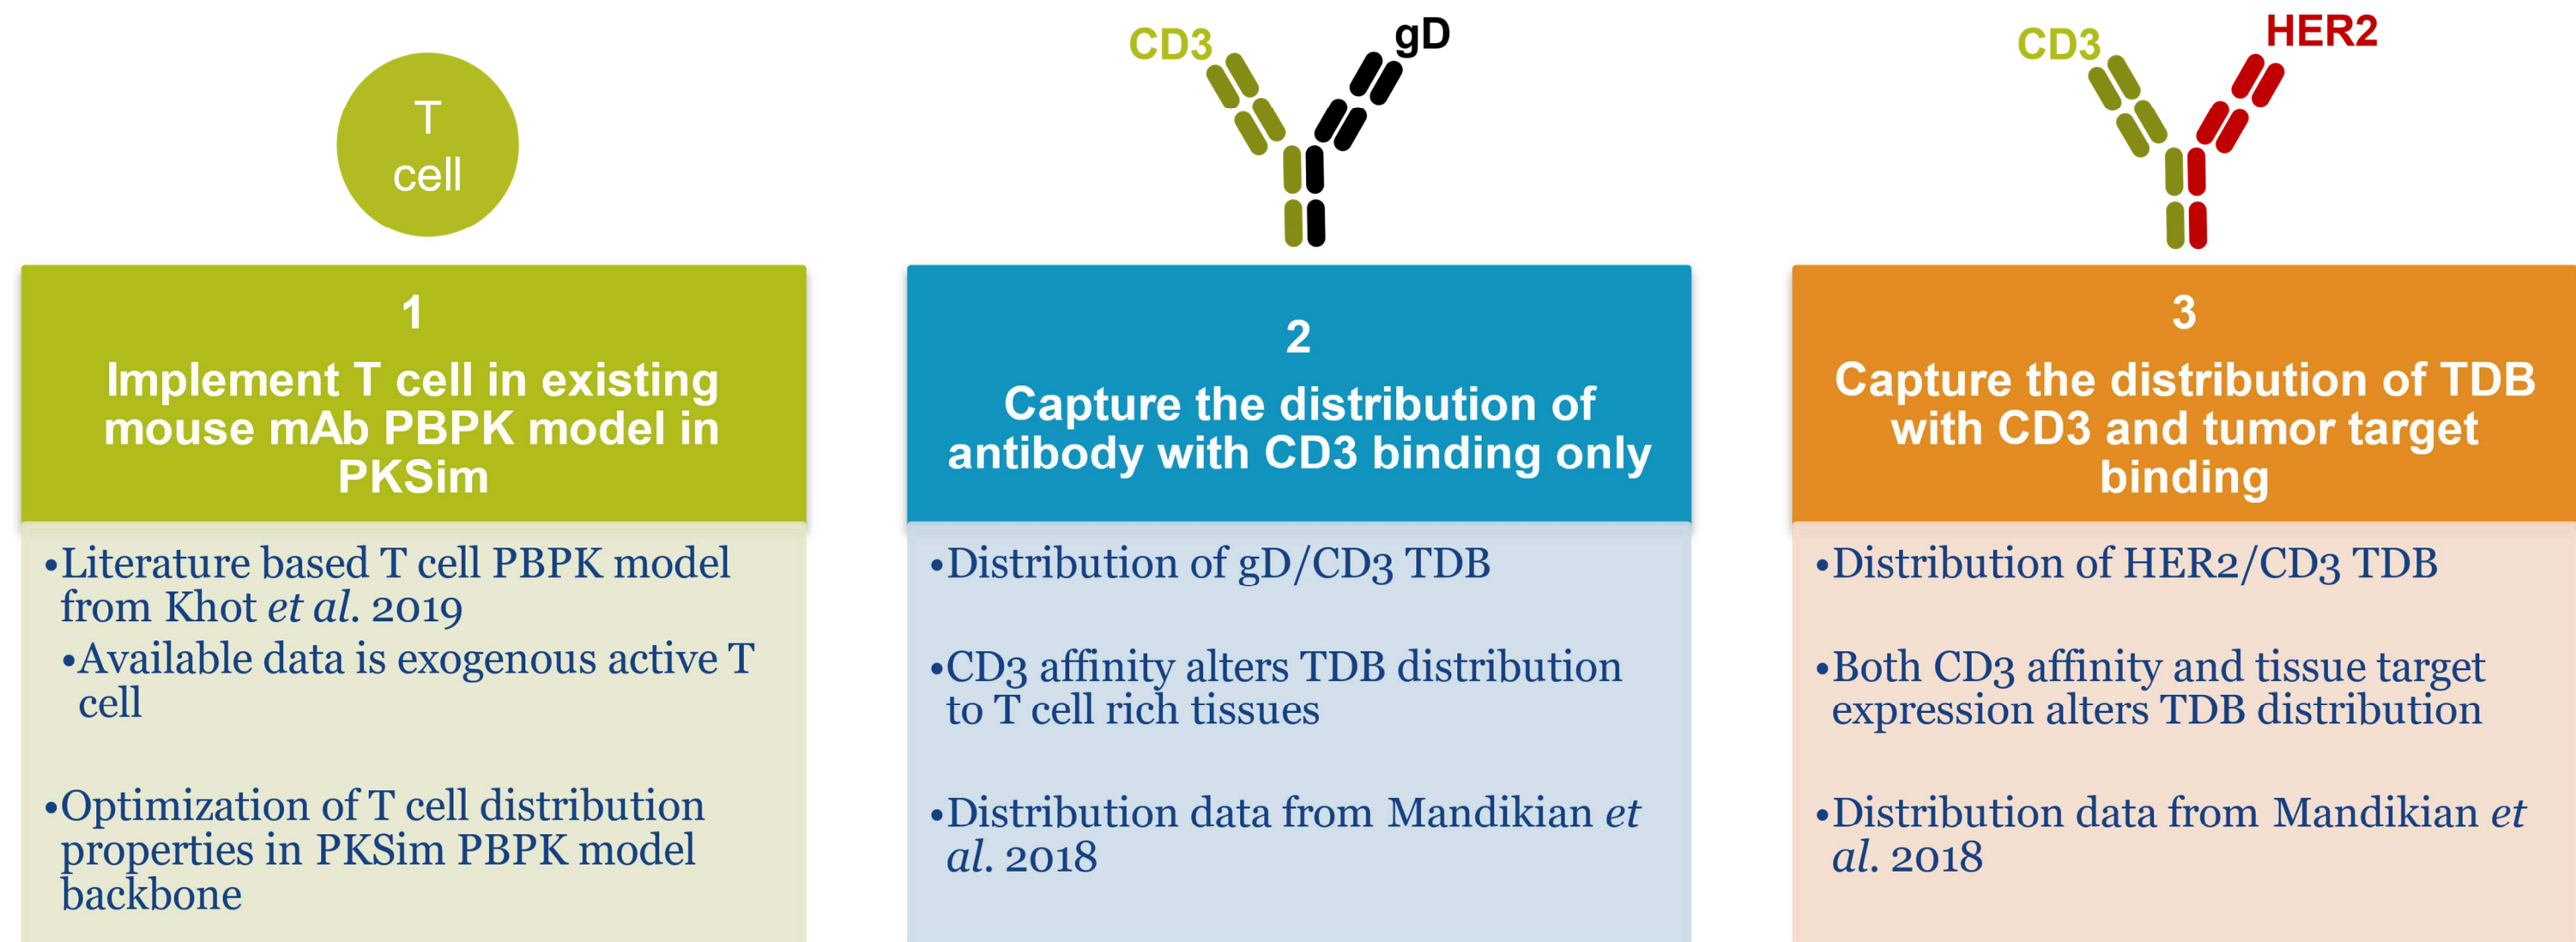 T
cell
1
Implement T cell in existing
mouse mAb PBPK model in
PKSim
•Literature based T cell PBPK model
from Khot et al. 2019
•Available data is exogenous active T
cell
•Optimization of T cell distribution
properties in PKSim PBPK model
backbone
CD3
gD
2
Capture the distribution of
antibody with CD3 binding only
•Distribution of gD/CD3 TDB
•CD3 affinity alters TDB distribution
to T cell rich tissues
•Distribution data from Mandikian et
al. 2018
CD3
HER2
3
Capture the distribution of TDB
with CD3 and tumor target
binding
•Distribution of HER2/CD3 TDB
•Both CD3 affinity and tissue target
expression alters TDB distribution
•Distribution data from Mandikian et
al. 2018